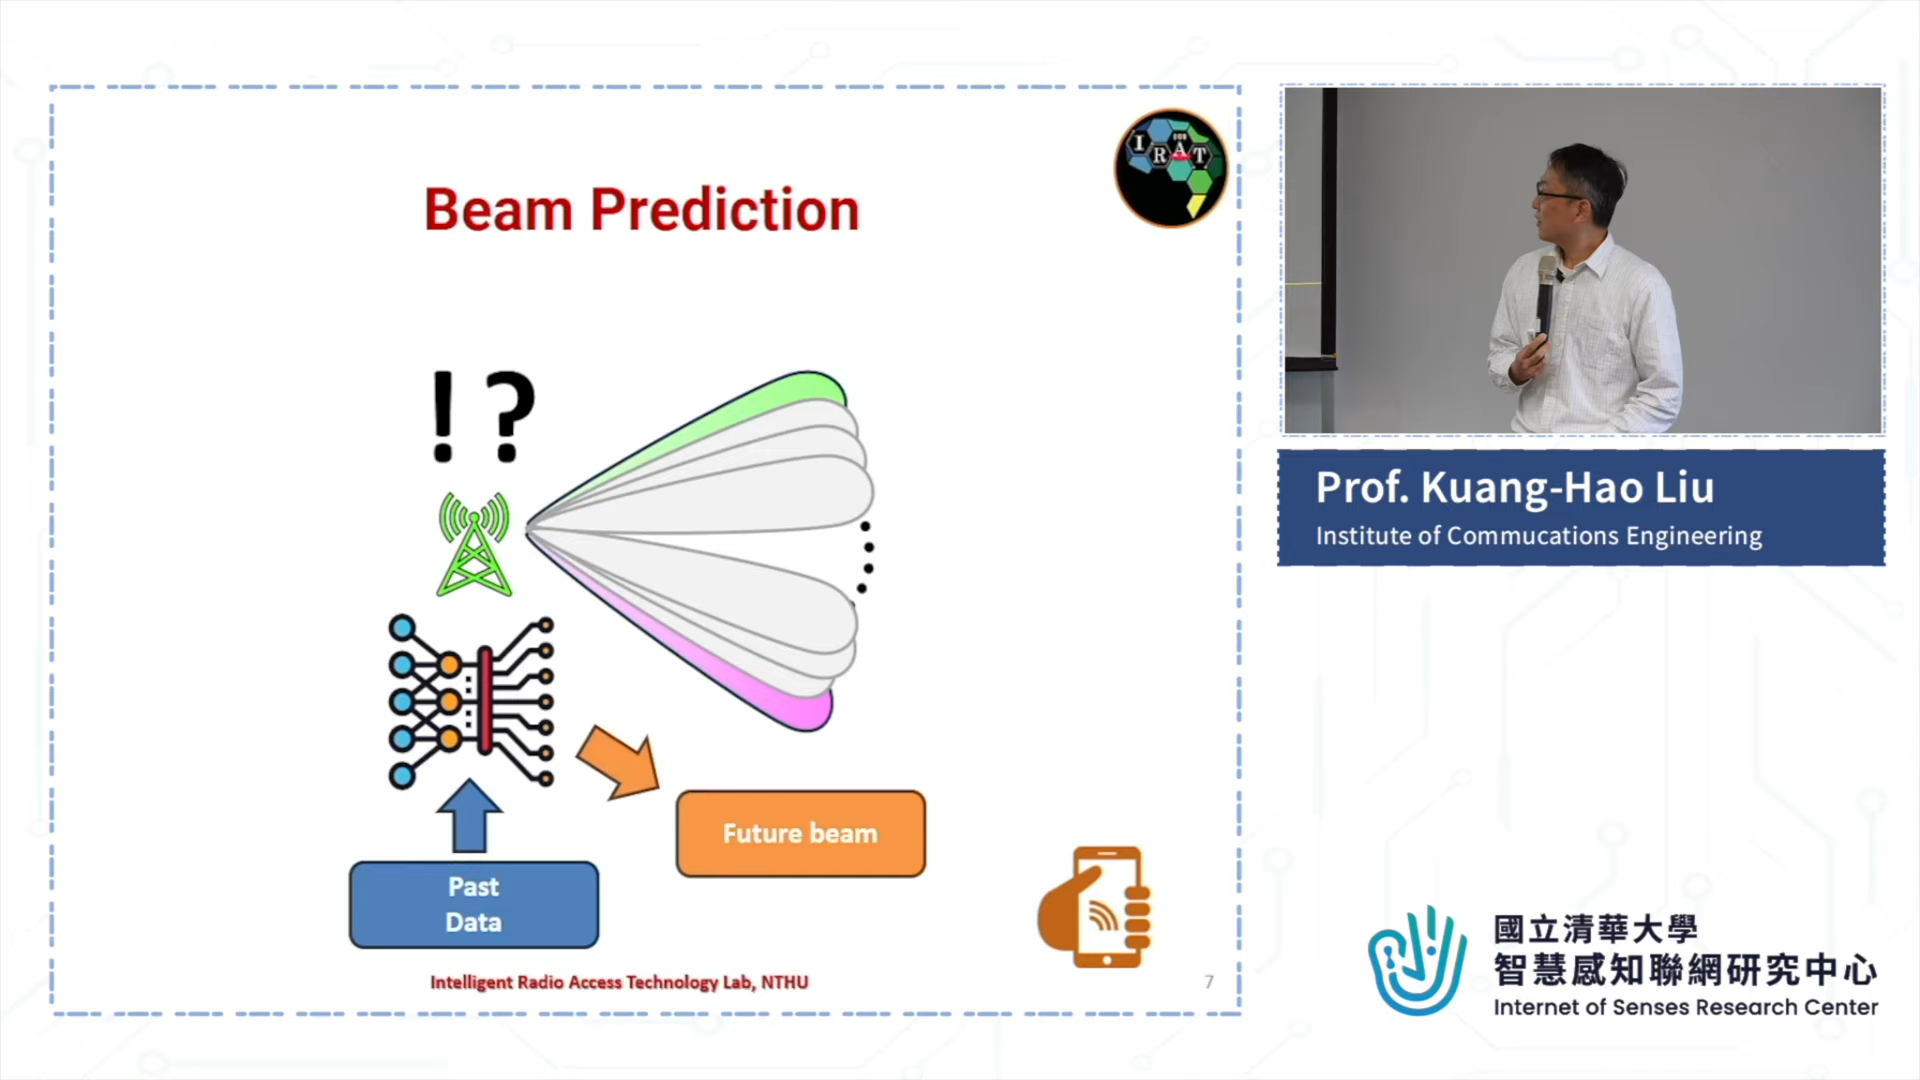 I R A T
Beam Prediction
! ?
Future beam
Past
Data
Intelligent Radio Access Technology Lab, NTHU
7
Prof. Kuang-Hao Liu
Institute of Commucations Engineering
國立清華大學
智慧感知聯網研究中心
Internet of Senses Research Center